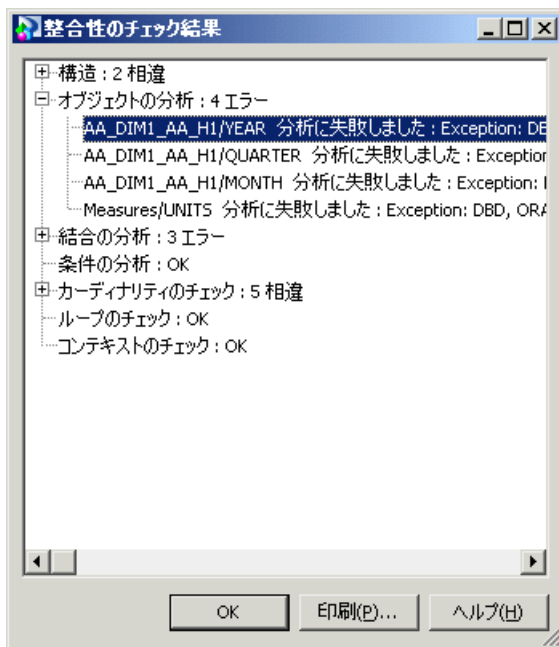 整合性のチェック結果
構造 : 2 相違
オブジェクトの分析 : 4 エラー
AA_DIM1_AA_H1/YEAR 分析に失敗しました : Exception: DE
AA_DIM1_AA_H1/QUARTER 分析に失敗しました : Exception
AA_DIM1_AA_H1/MONTH 分析に失敗しました : Exception:
Measures/UNITS 分析に失敗しました : Exception: DBD, ORA
結合の分析 : 3 エラー
条件の分析 : OK
カーディナリティのチェック : 5 相違
ループのチェック : OK
コンテキストのチェック : OK
OK
印刷(P)...
ヘルプ(H)